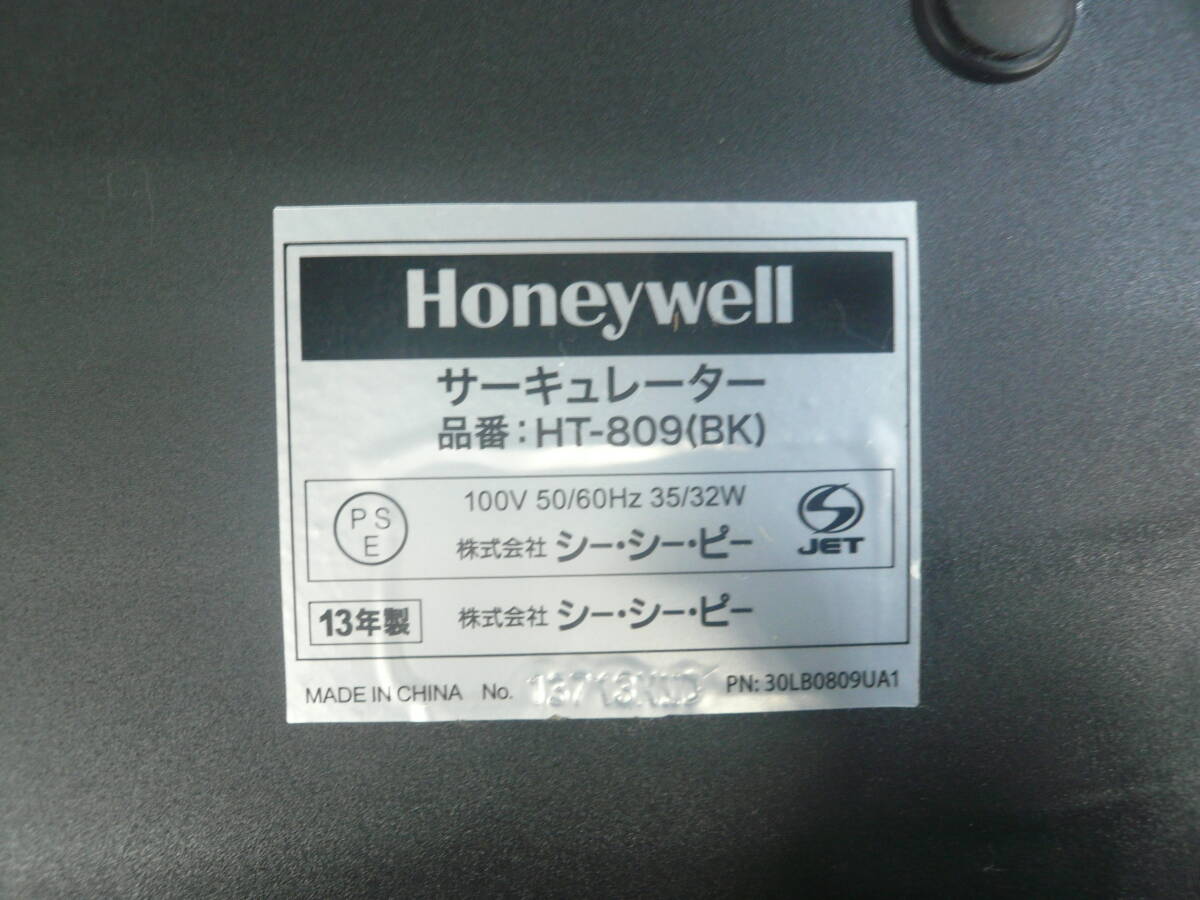 Honeywell
サーキュレーター
品番：HT-809(BK)
PS
E
100V 50/60Hz 35/32W
株式会社 シー・シー・ピー
JET
13年製 株式会社 シー・シー・ピー
MADE IN CHINA No. PN: 30LB0809UA1